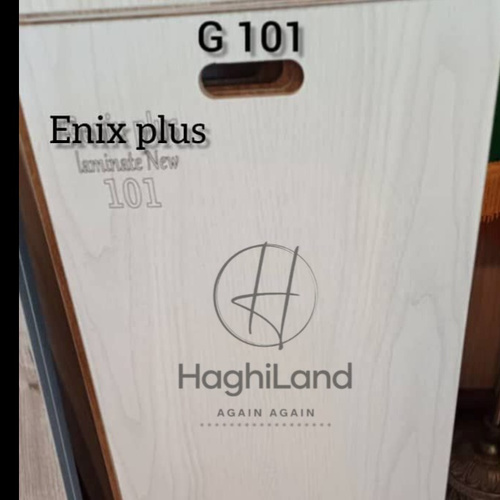 G 101
Enix plus
laminate New
101
H
HaghiLand
AGAIN AGAIN